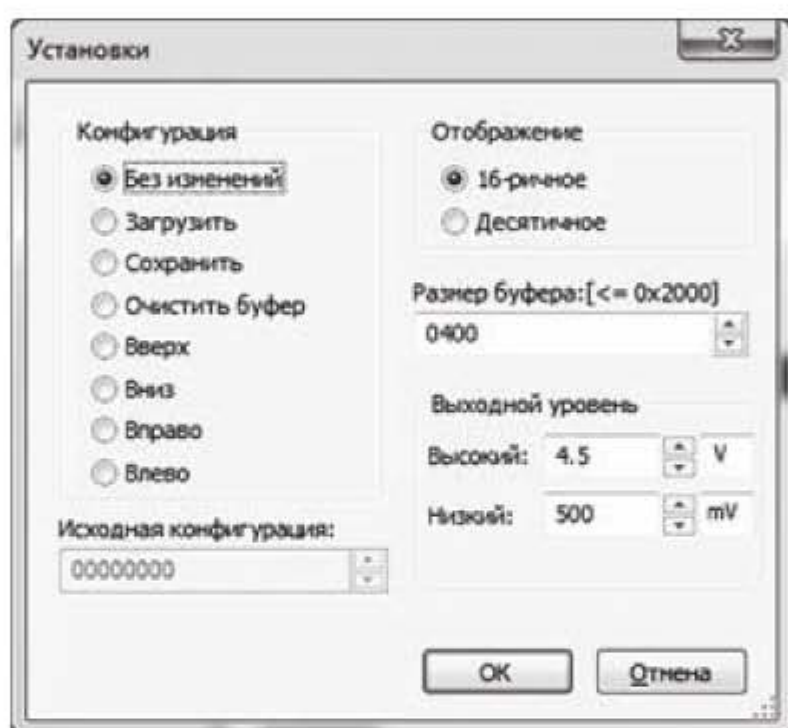 Установки
Конфигурация
Без изменений
Загрузить
Сохранить
Очистить буфер
Вверх
Вниз
Вправо
Влево
Исходная конфигурация:
00000000
Отображение
16-ричное
Десятичное
Размер буфера:[<= 0x2000]
0400
Выходной уровень
Высокий: 4.5 V
Низкий: 500 mV
OK Отмена